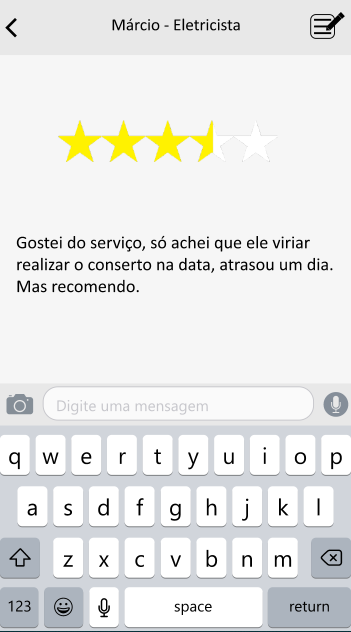 Márcio - Eletricista
Gostei do serviço, só achei que ele viriar
realizar o conserto na data, atrasou um dia.
Mas recomendo.
Digite uma mensagem
q w e r t y u i o p
a s d f g h j k l
z x c v b n m
123 space return